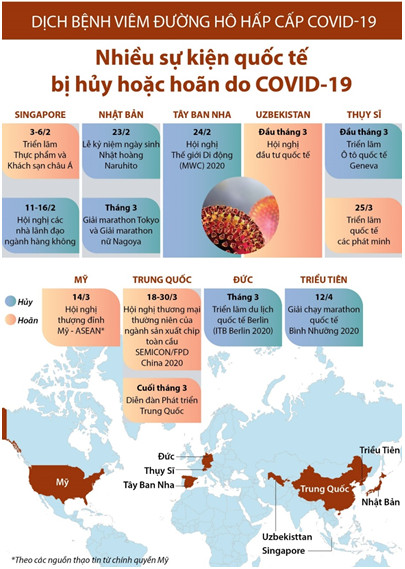 DỊCH BỆNH VIÊM ĐƯỜNG HÔ HẤP CẤP COVID-19
Nhiều sự kiện quốc tế
bị hủy hoặc hoãn do COVID-19
SINGAPORE
3-6/2
Triển lãm
Thực phẩm và
Khách sạn châu Á
11-16/2
Hội nghị các
nhà lãnh đạo
ngành hàng không
NHẬT BẢN
23/2
Lễ kỷ niệm ngày sinh
Nhật hoàng
Naruhito
Tháng 3
Giải marathon Tokyo
và Giải marathon
nữ Nagoya
TÂY BAN NHA
24/2
Hội nghị
Thế giới Di động
(MWC) 2020
UZBEKISTAN
Đầu tháng 3
Hội nghị
đầu tư quốc tế
THỤY SĨ
Đầu tháng 3
Triển lãm
Ô tô quốc tế
Geneva
25/3
Triển lãm
quốc tế
các phát minh
Hủy
Hoãn
MỸ
14/3
Hội nghị
thượng đỉnh
Mỹ - ASEAN*
TRUNG QUỐC
18-30/3
Hội nghị thương mại
thường niên của
ngành sản xuất chip
toàn cầu
SEMICON/FPD
China 2020
Cuối tháng 3
Diễn đàn Phát triển
Trung Quốc
ĐỨC
Tháng 3
Triển lãm du lịch
quốc tế Berlin
(ITB Berlin 2020)
TRIỀU TIÊN
12/4
Giải chạy marathon
quốc tế
Bình Nhưỡng 2020
Mỹ
Đức
Thụy Sĩ
Tây Ban Nha
Triều Tiên
Trung Quốc
Nhật Bản
Uzbekisttan
Singapore
*Theo các nguồn thạo tin từ chính quyền Mỹ